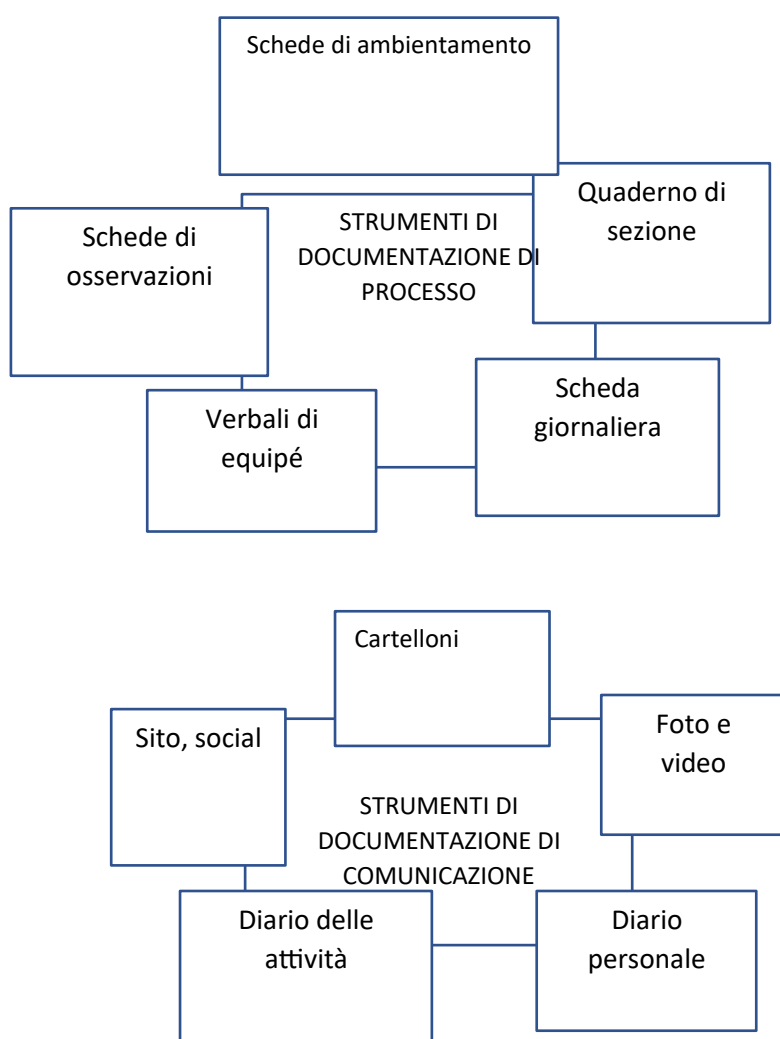 Schede di ambientamento
Quaderno di
sezione
STRUMENTI DI
DOCUMENTAZIONE DI
PROCESSO
Schede di
osservazioni
Scheda
giornaliera
Verbali di
equipé
Cartelloni
Foto e
video
Sito, social
STRUMENTI DI
DOCUMENTAZIONE DI
COMUNICAZIONE
Diario delle
attività
Diario
personale